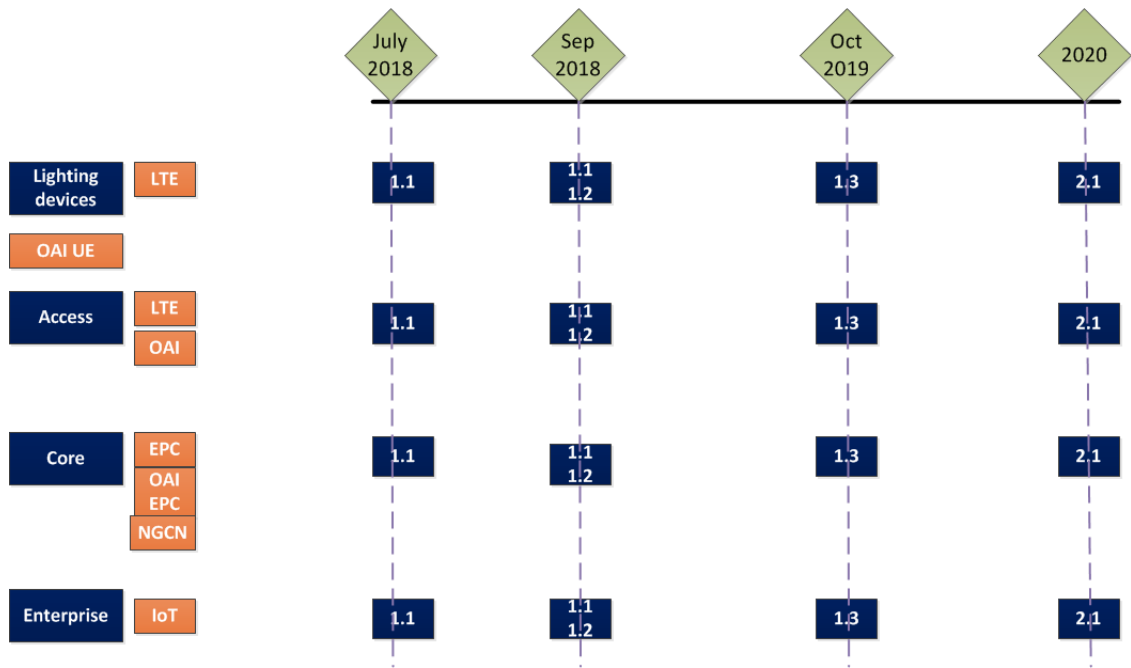 July
2018
Sep
2018
Oct
2019
2020
Lighting
devices
LTE
1.1
1.1
1.2
1.3
2.1
OAI UE
Access
LTE
OAI
1.1
1.1
1.2
1.3
2.1
Core
EPC
OAI
EPC
NGCN
1.1
1.1
1.2
1.3
2.1
Enterprise
IoT
1.1
1.1
1.2
1.3
2.1